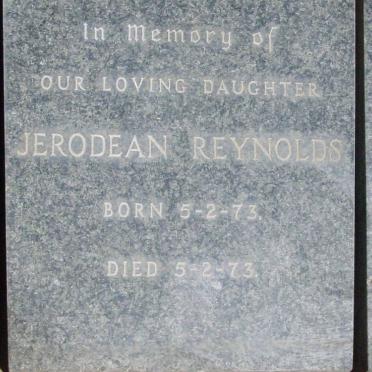 In Memory of
OUR LOVING DAUGHTER
JERODEAN REYNOLDS
BORN 5-2-73.
DIED 5-2-73.